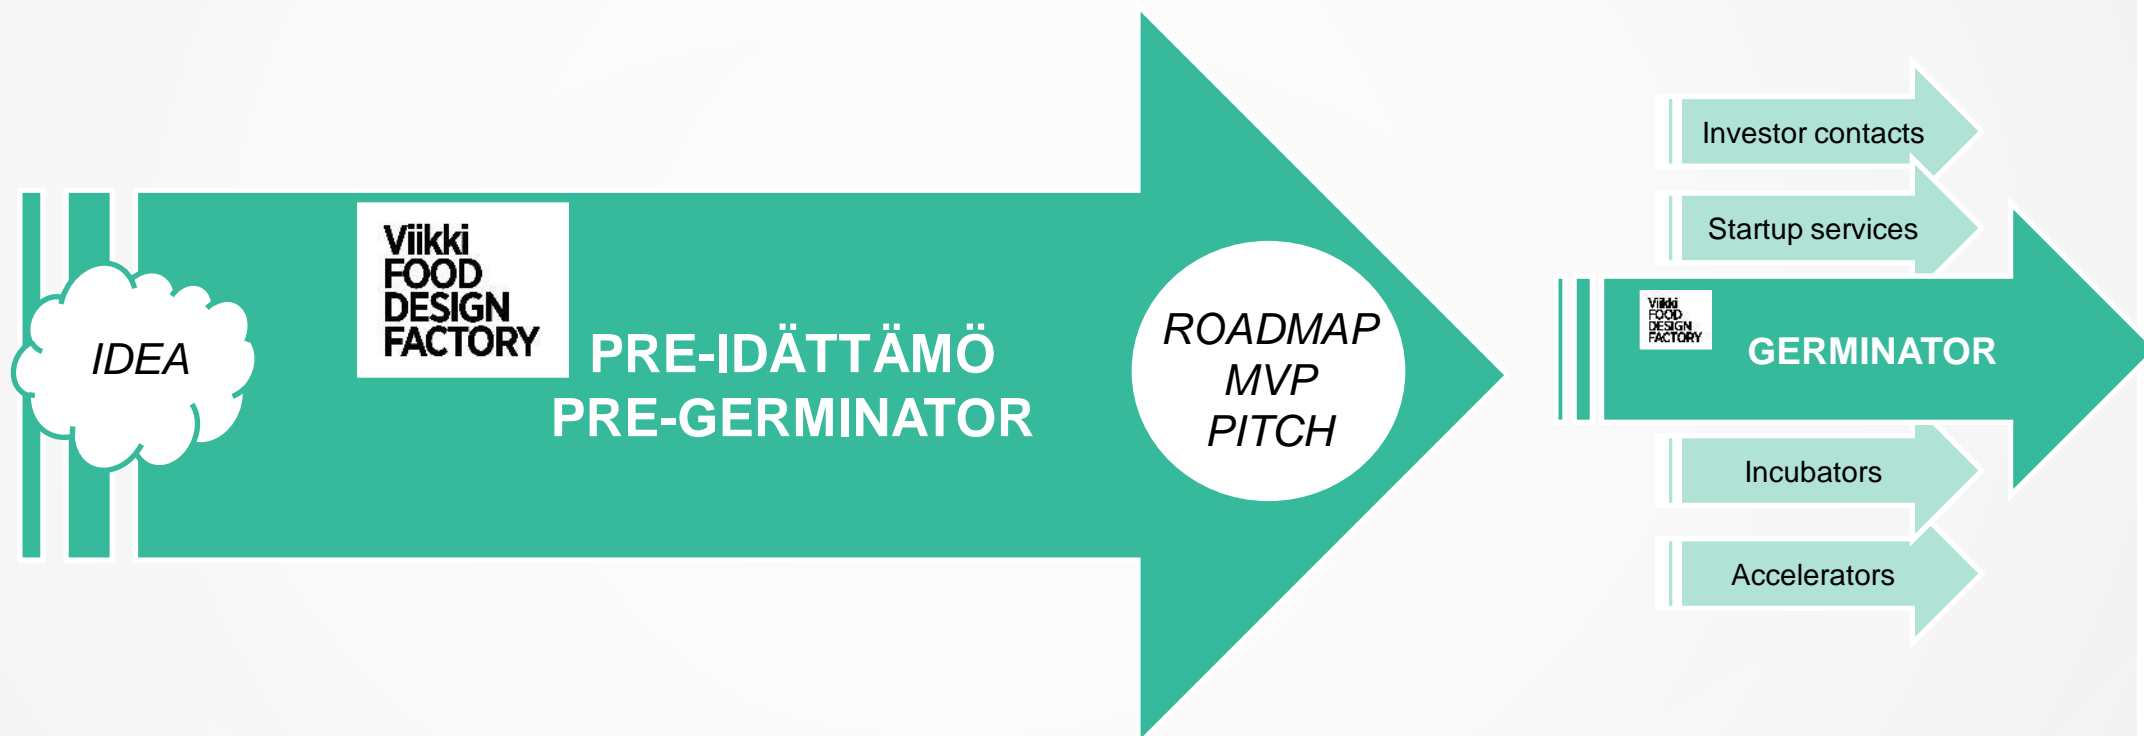 IDEA
Viikki
FOOD
DESIGN
FACTORY
PRE-IDÄTTÄMÖ
PRE-GERMINATOR
ROADMAP
MVP
PITCH
Investor contacts
Startup services
Viikki
FOOD
DESIGN
FACTORY
GERMINATOR
Incubators
Accelerators